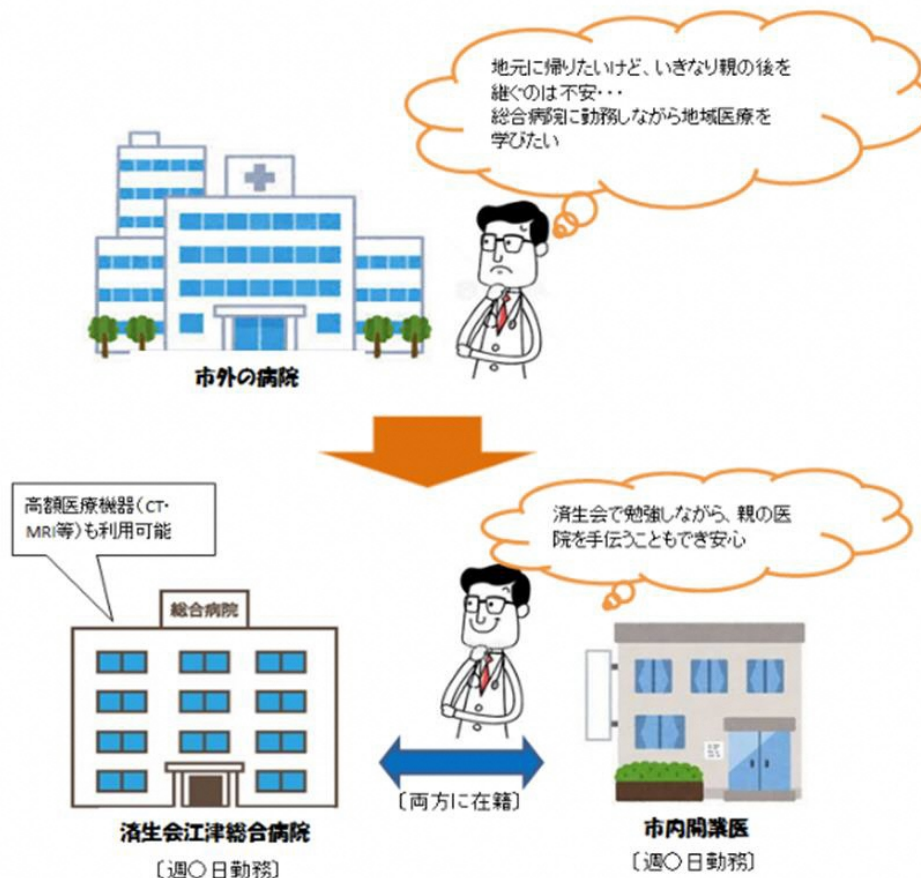 地元に帰りたいけど、いきなり親の後を
継ぐのは不安・・・
総合病院に勤務しながら地域医療を
学びたい
市外の病院
高額医療機器(CT・
MRI等)も利用可能
済生会で勉強しながら、親の医
院を手伝うこともでき安心
総合病院
〔両方に在籍〕
済生会江津総合病院
〔週○日勤務〕
市内開業医
〔週○日勤務〕